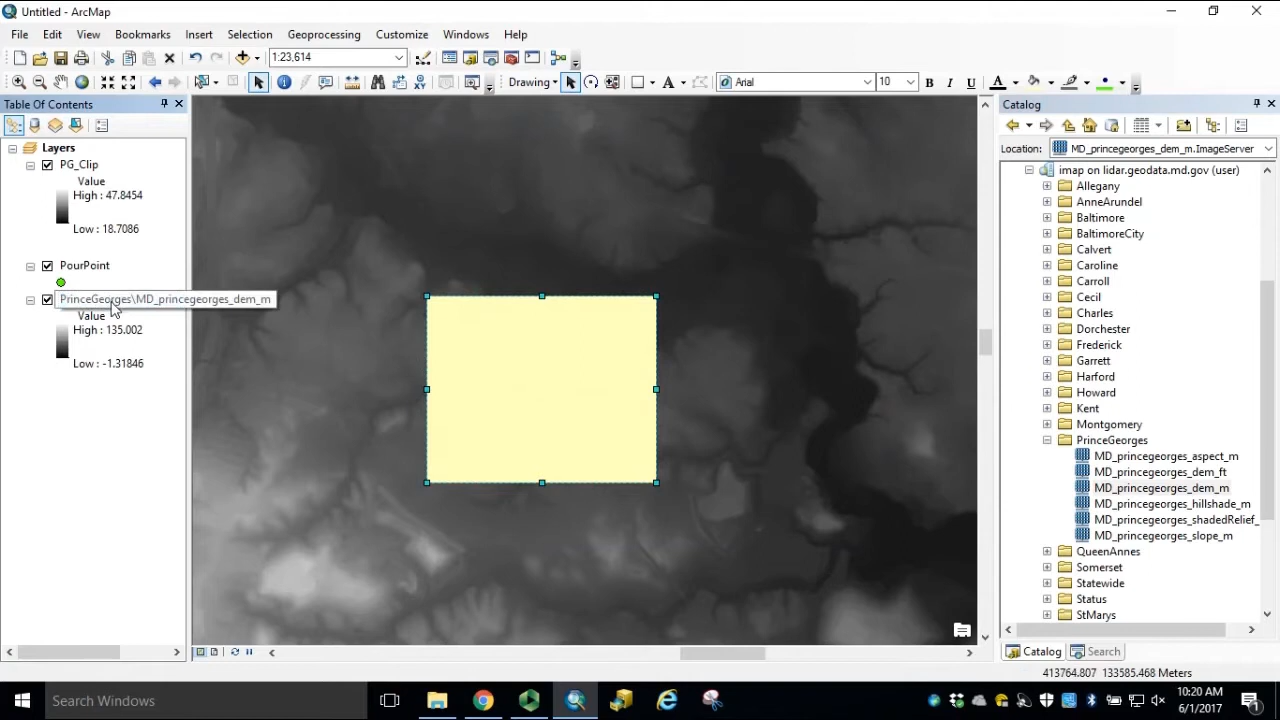 Untitled - ArcMap
File Edit View Bookmarks Insert Selection Geoprocessing Customize Windows Help
1:23,614
Drawing Arial 10 B I U A
Table Of Contents
Layers
PG_Clip
Value
High : 47.8454
Low : 18.7086
PourPoint
PrinceGeorges\MD_princegeorges_dem_m
Value
High : 135.002
Low : -1.31846
Catalog
Location: MD_princegeorges_dem_m.ImageServer
imap on lidar.geodata.md.gov (user)
Allegany
AnneArundel
Baltimore
BaltimoreCity
Calvert
Caroline
Carroll
Cecil
Charles
Dorchester
Frederick
Garrett
Harford
Howard
Kent
Montgomery
PrinceGeorges
MD_princegeorges_aspect_m
MD_princegeorges_dem_ft
MD_princegeorges_dem_m
MD_princegeorges_hillshade_m
MD_princegeorges_shadedRelief_
MD_princegeorges_slope_m
QueenAnnes
Somerset
Statewide
Status
StMarys
Catalog Search
413764.807 133585.468 Meters
Search Windows
10:20 AM
6/1/2017
1